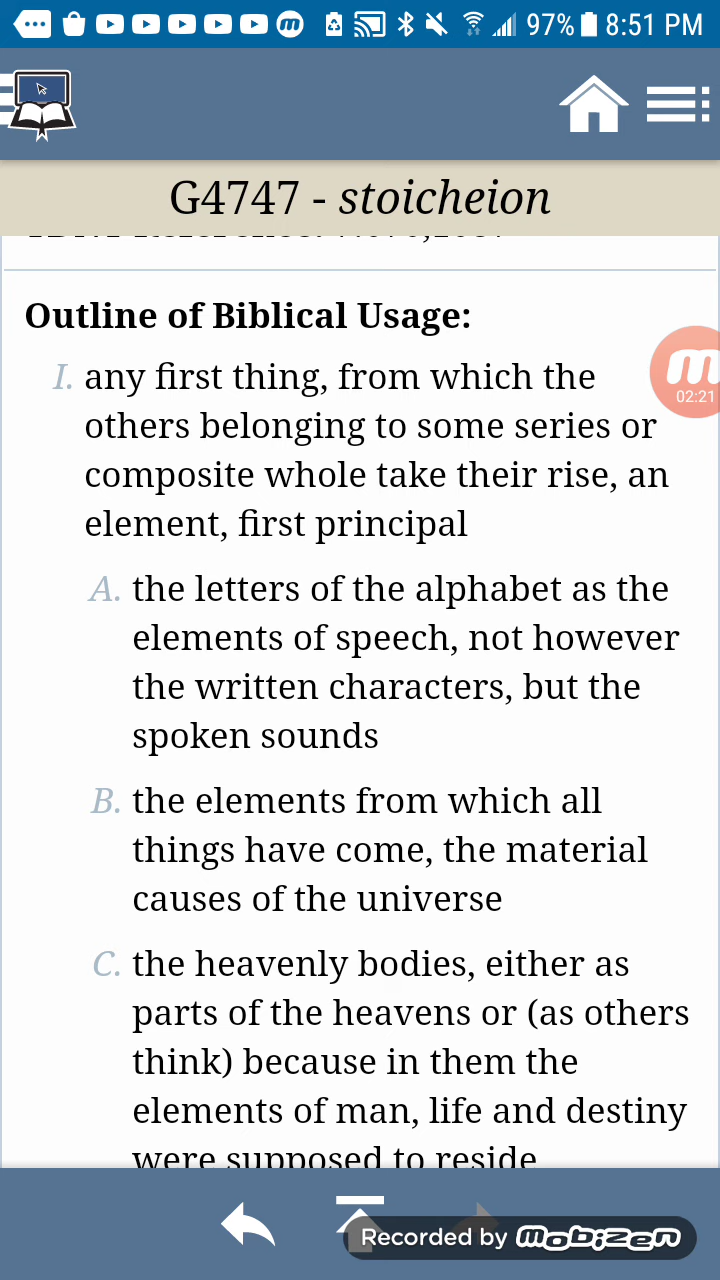 97% 8:51 PM
G4747 - stoicheion
Outline of Biblical Usage:
I. any first thing, from which the
others belonging to some series or
composite whole take their rise, an
element, first principal
02:21
A. the letters of the alphabet as the
elements of speech, not however
the written characters, but the
spoken sounds
B. the elements from which all
things have come, the material
causes of the universe
C. the heavenly bodies, either as
parts of the heavens or (as others
think) because in them the
elements of man, life and destiny
were supposed to reside
Recorded by mobizen